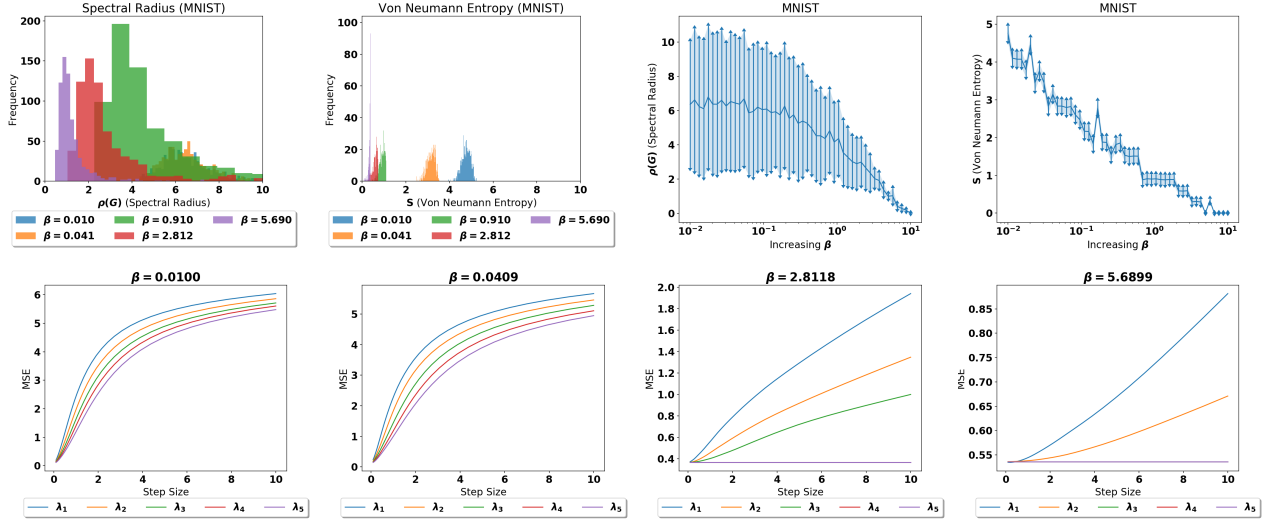 Spectral Radius (MNIST)
Frequency
200
150
100
50
0
0 2 4 6 8 10
ρ(G) (Spectral Radius)
β = 0.010 β = 0.910 β = 5.690
β = 0.041 β = 2.812
Von Neumann Entropy (MNIST)
Frequency
100
80
60
40
20
0
0 2 4 6 8 10
S (Von Neumann Entropy)
β = 0.010 β = 0.910 β = 5.690
β = 0.041 β = 2.812
MNIST
ρ(G) (Spectral Radius)
10
8
6
4
2
0
10⁻² 10⁻¹ 10⁰ 10¹
Increasing β
MNIST
S (Von Neumann Entropy)
5
4
3
2
1
0
10⁻² 10⁻¹ 10⁰ 10¹
Increasing β
β = 0.0100
MSE
6
5
4
3
2
1
0
0 2 4 6 8 10
Step Size
λ₁ λ₂ λ₃ λ₄ λ₅
β = 0.0409
MSE
5
4
3
2
1
0
0 2 4 6 8 10
Step Size
λ₁ λ₂ λ₃ λ₄ λ₅
β = 2.8118
MSE
2.0
1.8
1.6
1.4
1.2
1.0
0.8
0.6
0.4
0 2 4 6 8 10
Step Size
λ₁ λ₂ λ₃ λ₄ λ₅
β = 5.6899
MSE
0.85
0.80
0.75
0.70
0.65
0.60
0.55
0 2 4 6 8 10
Step Size
λ₁ λ₂ λ₃ λ₄ λ₅